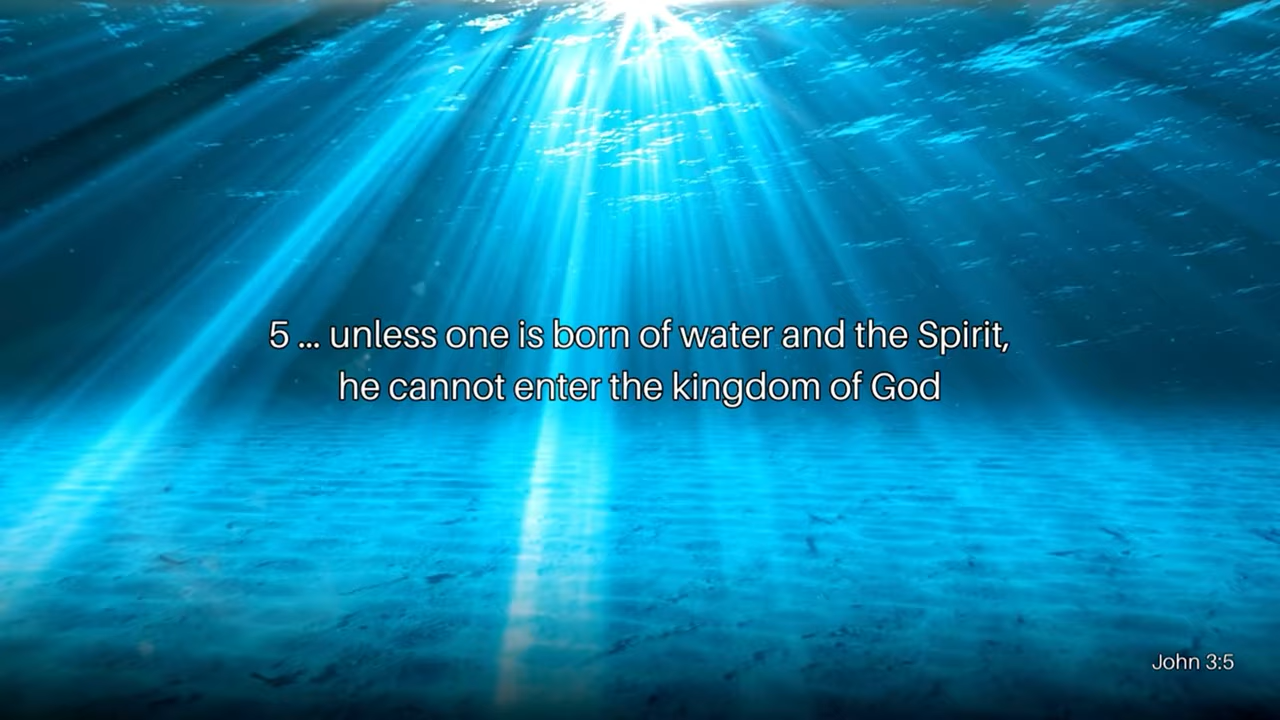 5 ... unless one is born of water and the Spirit,
he cannot enter the kingdom of God
John 3:5